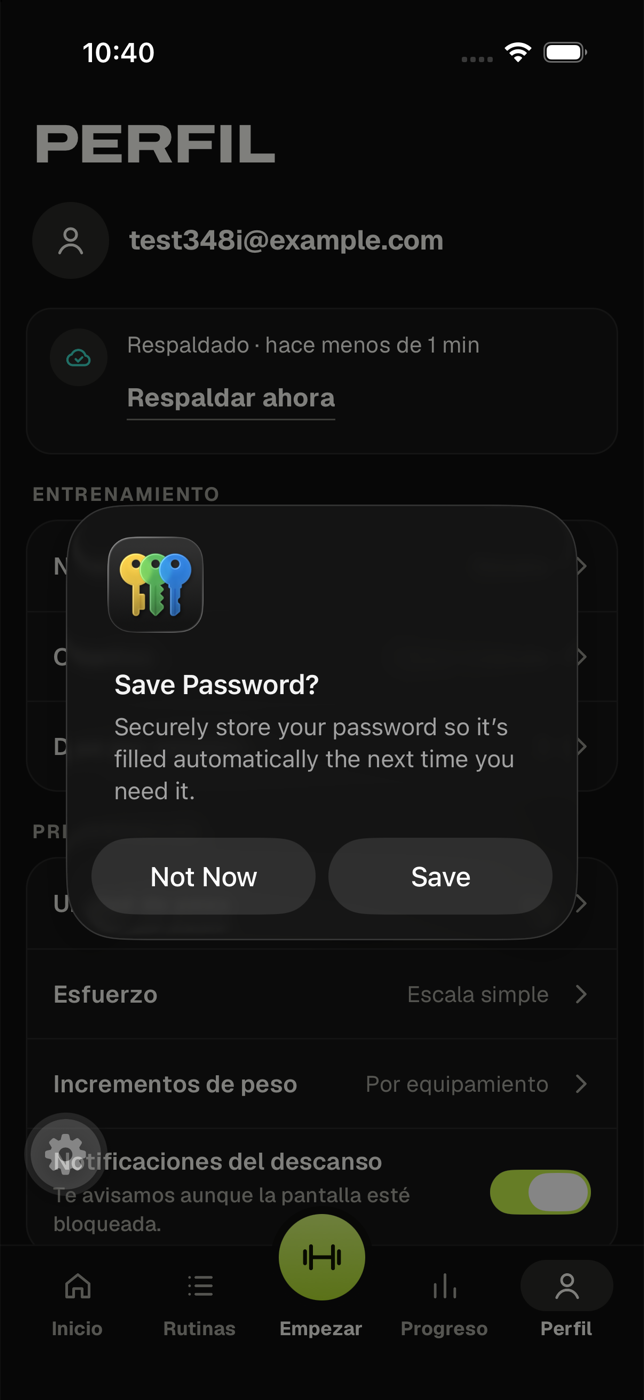 10:40
PERFIL
test348i@example.com
Respaldado · hace menos de 1 min
Respaldar ahora
ENTRENAMIENTO
Save Password?
Securely store your password so it’s
filled automatically the next time you
need it.
Not Now
Save
Esfuerzo
Escala simple
Incrementos de peso
Por equipamiento
Notificaciones del descanso
Te avisamos aunque la pantalla esté
bloqueada.
Inicio
Rutinas
Empezar
Progreso
Perfil